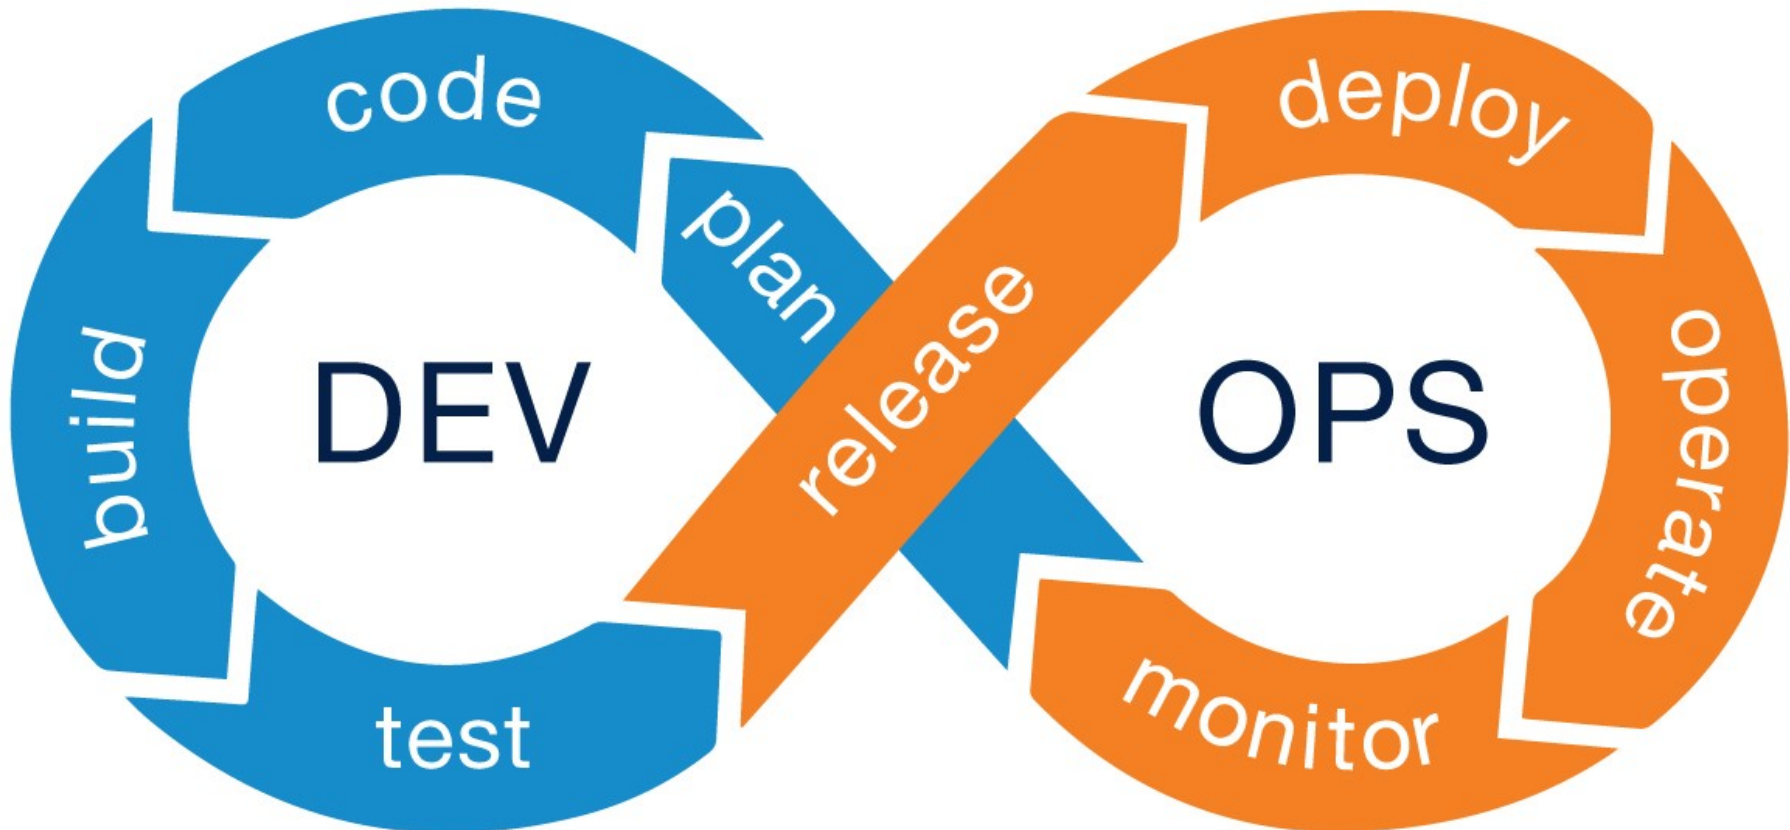 code
plan
build
DEV
test
release
deploy
OPS
operate
monitor